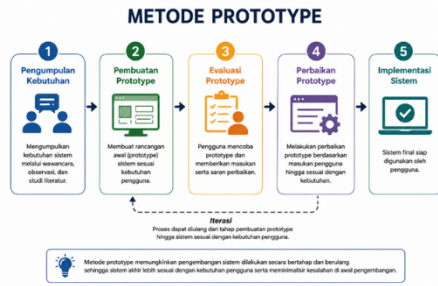 METODE PROTOTYPE
1
Pengumpulan
Kebutuhan
Mengumpulkan
kebutuhan sistem
melalui wawancara,
observasi, dan
studi literatur.
2
Pembuatan
Prototype
Membuat rancangan
awal (prototype)
sistem sesuai
kebutuhan
pengguna.
3
Evaluasi
Prototype
Pengguna mencoba
prototype dan
memberikan masukan
serta saran perbaikan.
4
Perbaikan
Prototype
Melakukan perbaikan
prototype berdasarkan
masukan pengguna
hingga sesuai dengan
kebutuhan.
5
Implementasi
Sistem
Sistem final siap
digunakan oleh
pengguna.
Iterasi
Proses dapat diulang dari tahap pembuatan prototype
hingga sistem sesuai dengan kebutuhan pengguna.
Metode prototype memungkinkan pengembangan sistem dilakukan secara bertahap dan berulang
sehingga sistem akhir lebih sesuai dengan kebutuhan pengguna serta meminimalisir kesalahan di awal pengembangan.